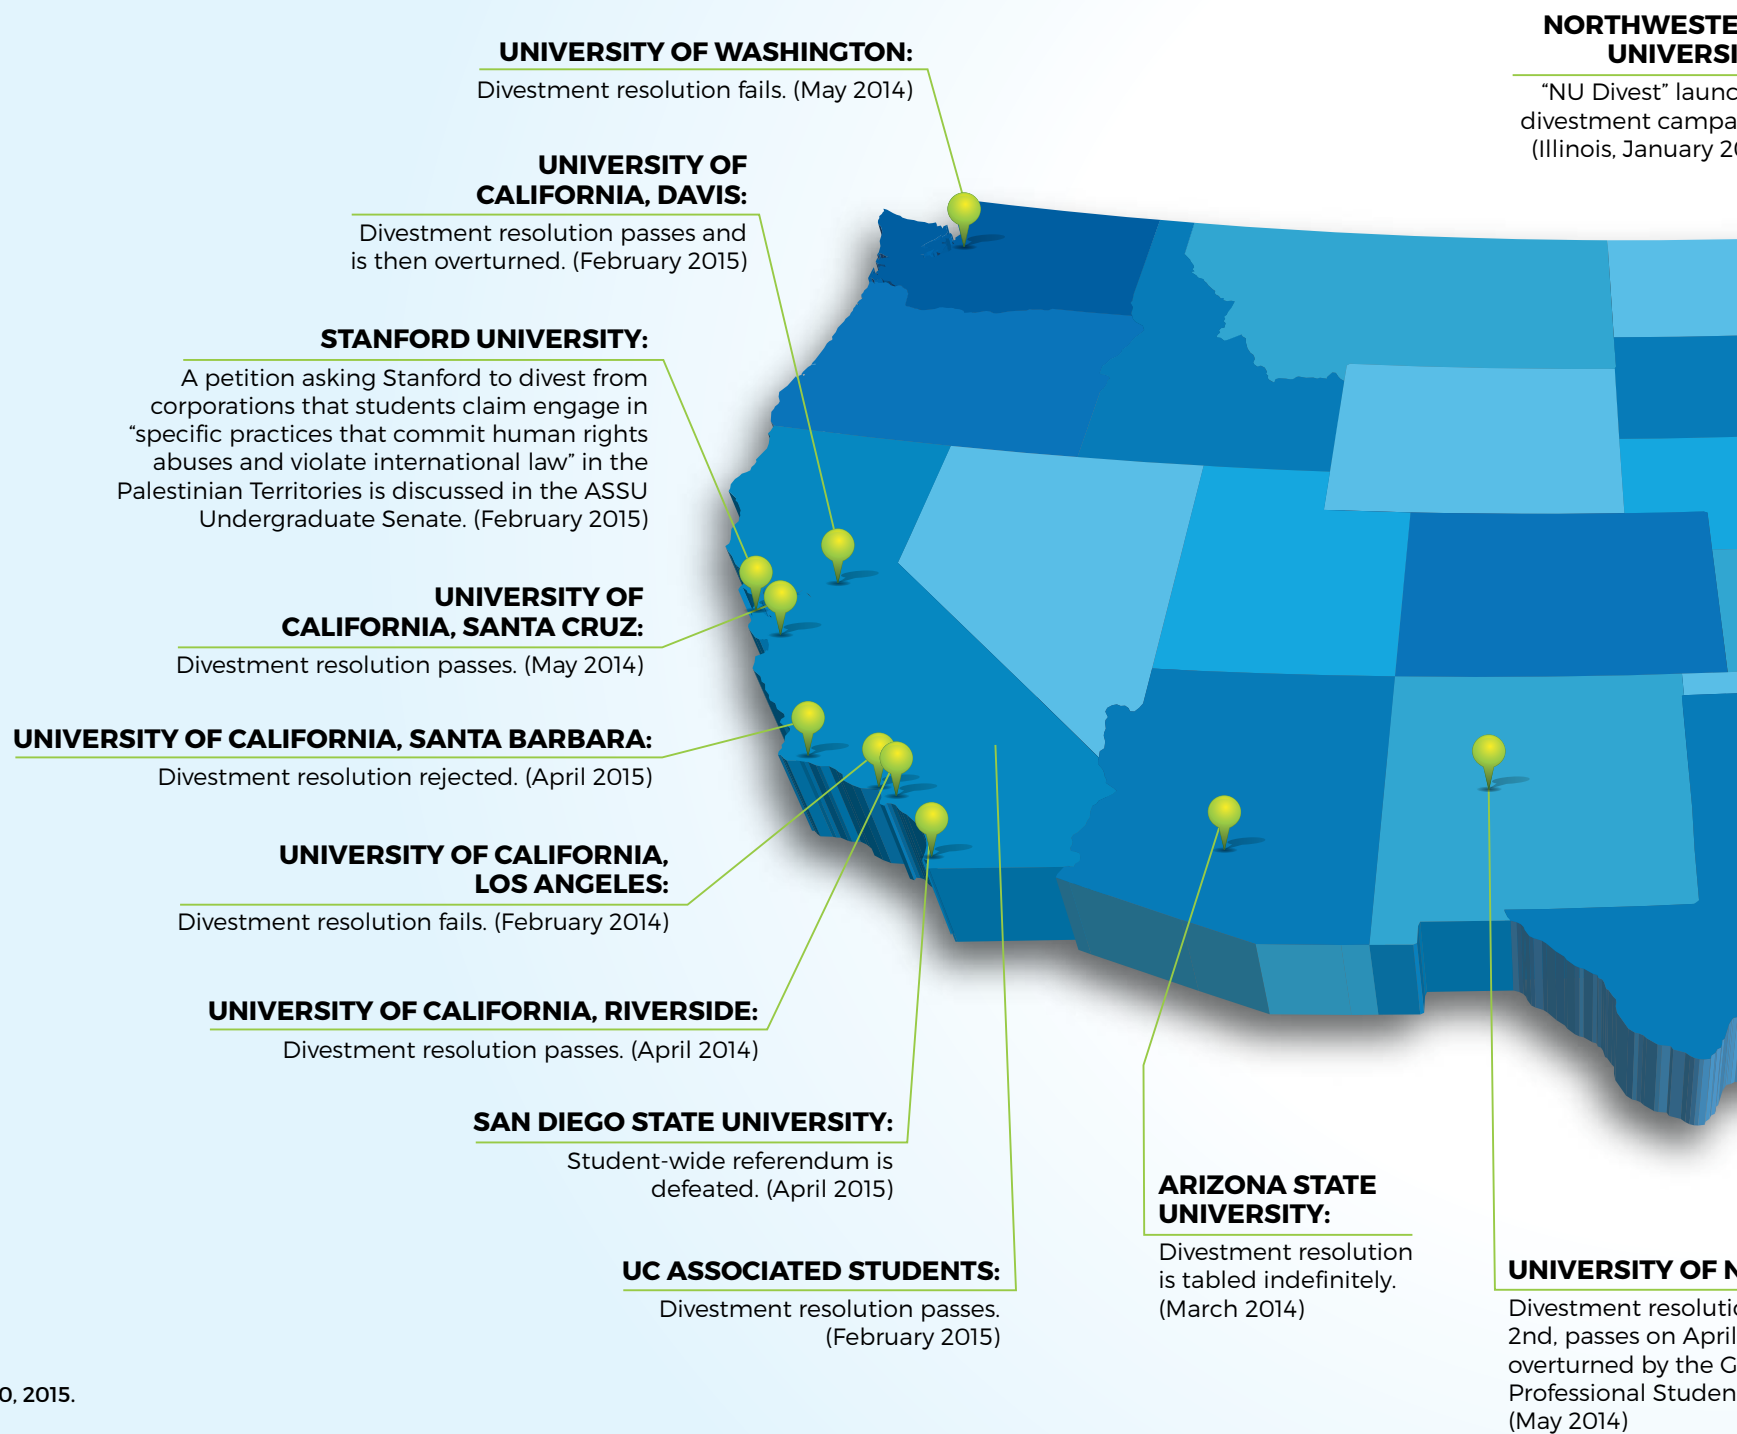 UNIVERSITY OF WASHINGTON:
Divestment resolution fails. (May 2014)
UNIVERSITY OF
CALIFORNIA, DAVIS:
Divestment resolution passes and
is then overturned. (February 2015)
STANFORD UNIVERSITY:
A petition asking Stanford to divest from
corporations that students claim engage in
“specific practices that commit human rights
abuses and violate international law” in the
Palestinian Territories is discussed in the ASSU
Undergraduate Senate. (February 2015)
UNIVERSITY OF
CALIFORNIA, SANTA CRUZ:
Divestment resolution passes. (May 2014)
UNIVERSITY OF CALIFORNIA, SANTA BARBARA:
Divestment resolution rejected. (April 2015)
UNIVERSITY OF CALIFORNIA,
LOS ANGELES:
Divestment resolution fails. (February 2014)
UNIVERSITY OF CALIFORNIA, RIVERSIDE:
Divestment resolution passes. (April 2014)
SAN DIEGO STATE UNIVERSITY:
Student-wide referendum is
defeated. (April 2015)
UC ASSOCIATED STUDENTS:
Divestment resolution passes.
(February 2015)
0, 2015.
NORTHWESTE
UNIVERSI
“NU Divest” launc
divestment campa
(Illinois, January 20
ARIZONA STATE
UNIVERSITY:
Divestment resolution
is tabled indefinitely.
(March 2014)
UNIVERSITY OF N
Divestment resolutio
2nd, passes on April
overturned by the G
Professional Studen
(May 2014)